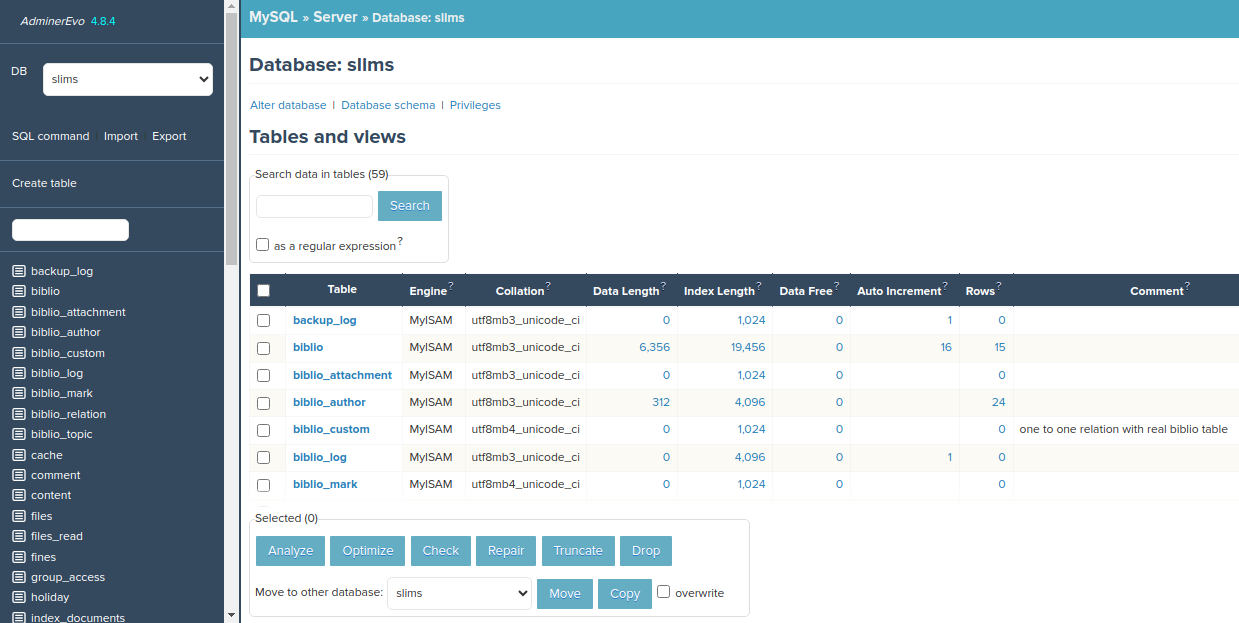 AdminerEvo 4.8.4
DB
slims
SQL command Import Export
Create table
backup_log
biblio
biblio_attachment
biblio_author
biblio_custom
biblio_log
biblio_mark
biblio_relation
biblio_topic
cache
comment
content
files
files_read
fines
group_access
holiday
index_documents
MySQL » Server » Database: slims
Database: slims
Alter database | Database schema | Privileges
Tables and views
Search data in tables (59)
Search
as a regular expression?
Table Engine? Collation? Data Length? Index Length? Data Free? Auto Increment? Rows? Comment?
backup_log MyISAM utf8mb3_unicode_ci 0 1,024 0 1 0
biblio MyISAM utf8mb3_unicode_ci 6,356 19,456 0 16 15
biblio_attachment MyISAM utf8mb3_unicode_ci 0 1,024 0 0
biblio_author MyISAM utf8mb3_unicode_ci 312 4,096 0 24
biblio_custom MyISAM utf8mb4_unicode_ci 0 1,024 0 0 one to one relation with real biblio table
biblio_log MyISAM utf8mb3_unicode_ci 0 4,096 0 1 0
biblio_mark MyISAM utf8mb4_unicode_ci 0 1,024 0 0
Selected (0)
Analyze Optimize Check Repair Truncate Drop
Move to other database: slims Move Copy overwrite